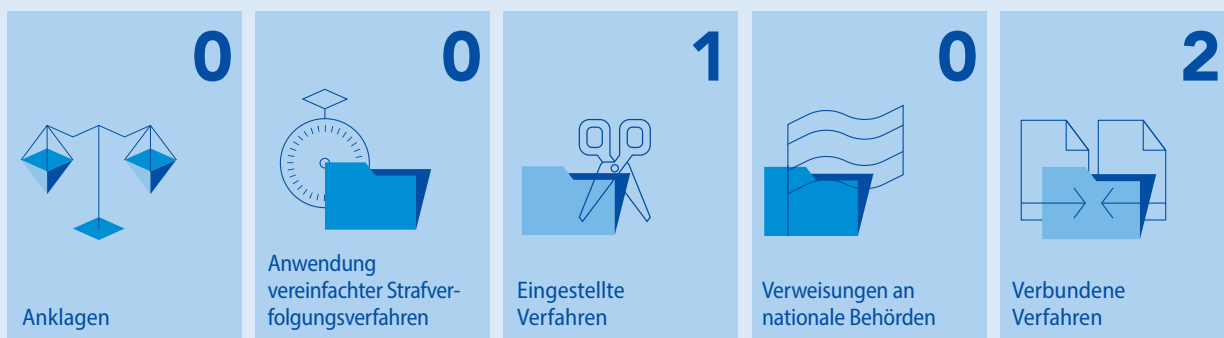 0
Anklagen
0
Anwendung
vereinfachter Strafver-
folgungsverfahren
1
Eingestellte
Verfahren
0
Verweisungen an
nationale Behörden
2
Verbundene
Verfahren